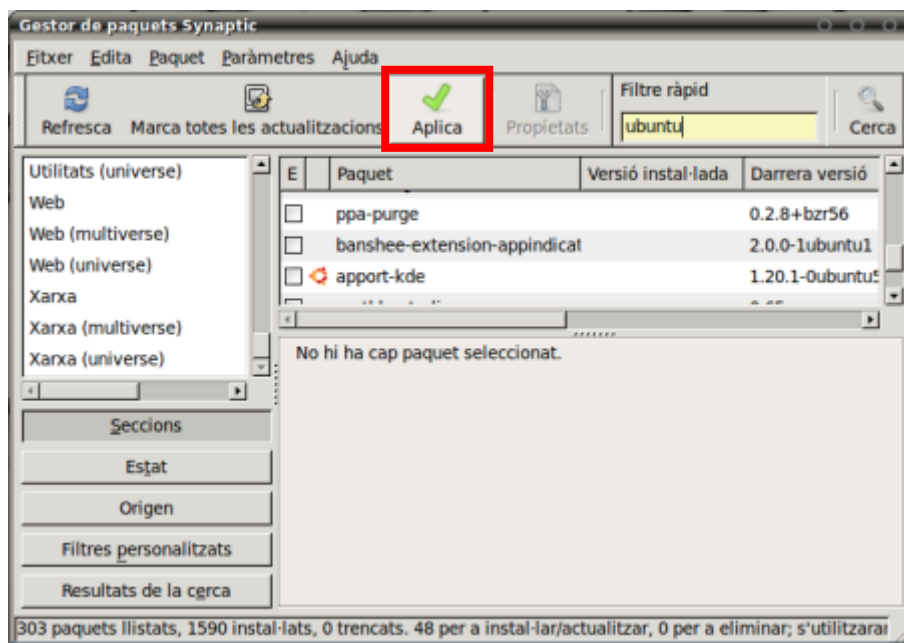 Gestor de paquets Synaptic
Fitxer Edita Paquet Paràmetres Ajuda
Refresca Marca totes les actualitzacions Aplica Propietats Filtre ràpid ubuntu Cerca
Utilitats (universe)
Web
Web (multiverse)
Web (universe)
Xarxa
Xarxa (multiverse)
Xarxa (universe)
Seccions
Estat
Origen
Filtres personalitzats
Resultats de la cerca
E Paquet Versió instal·lada Darrera versió
ppa-purge 0.2.8+bzr56
banshee-extension-appindicat 2.0.0-1ubuntu1
apport-kde 1.20.1-0ubuntu5
No hi ha cap paquet seleccionat.
303 paquets llistats, 1590 instal·lats, 0 trencats. 48 per a instal·lar/actualitzar, 0 per a eliminar; s'utilitzarar